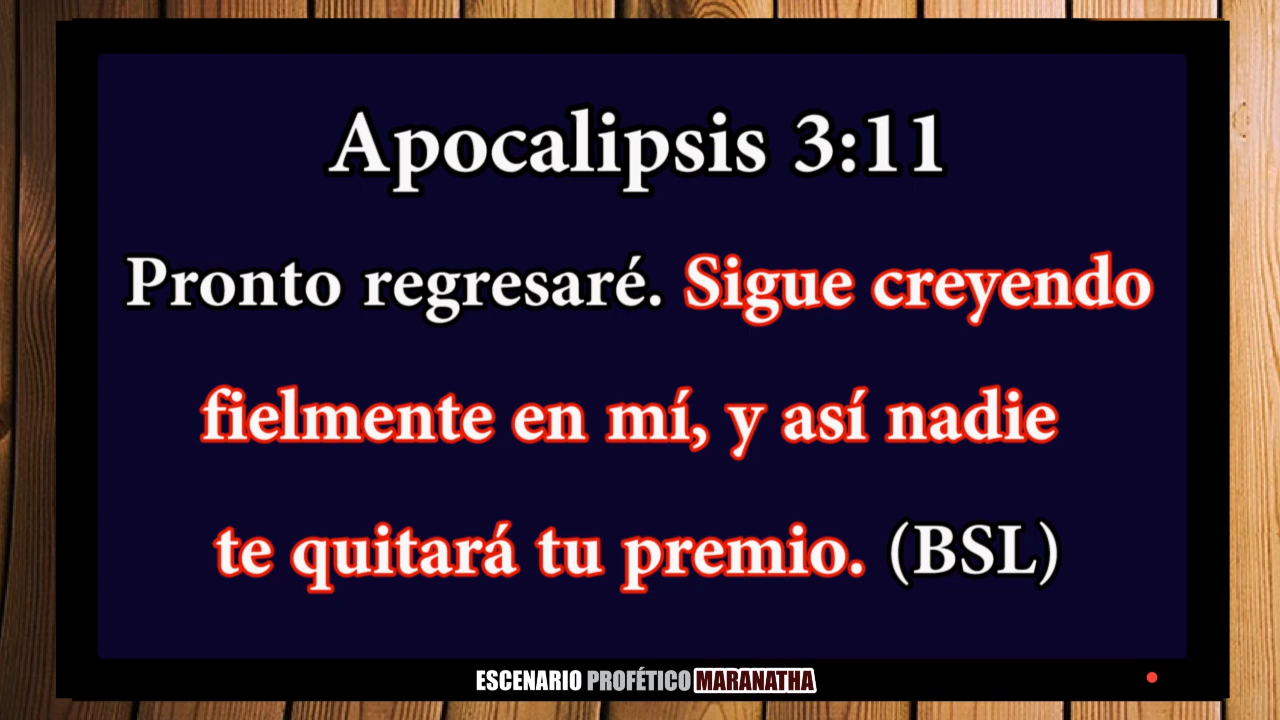 Apocalipsis 3:11
Pronto regresaré. Sigue creyendo
fielmente en mí, y así nadie
te quitará tu premio. (BSL)
ESCENARIO PROFÉTICO MARANATHA